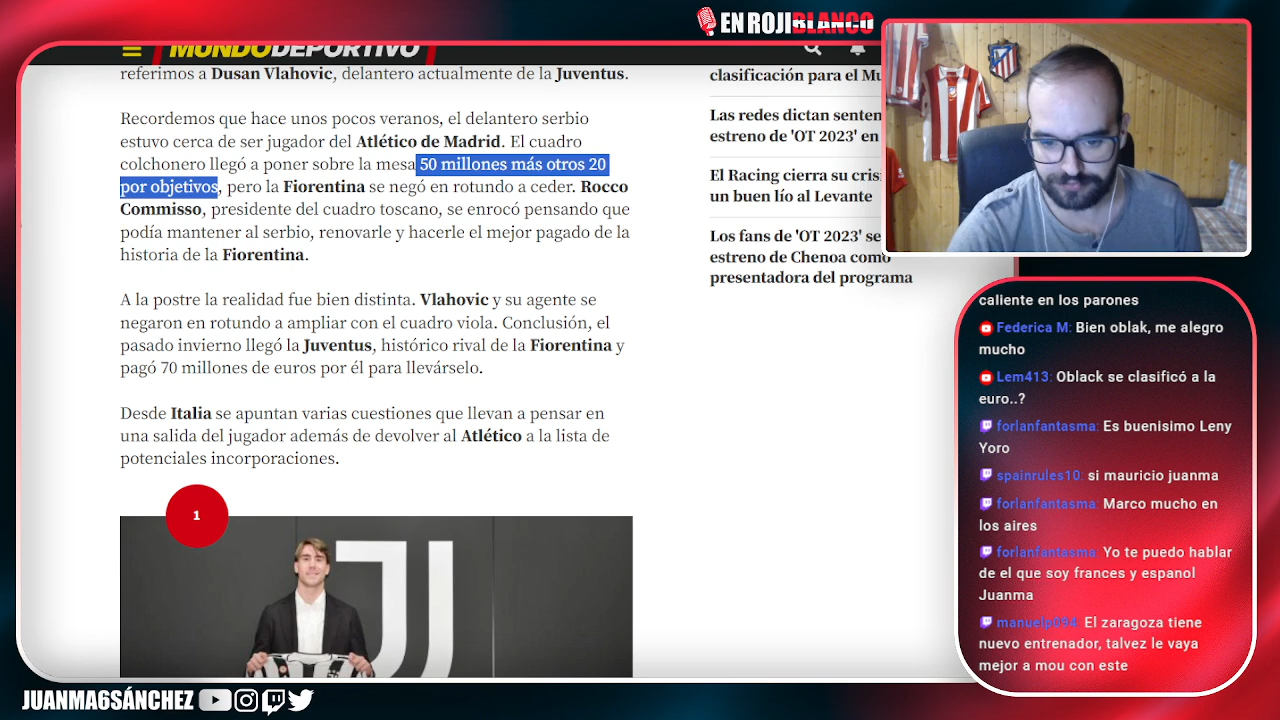 EN ROJIBLANCO
MUNDODEPORTIVO
referimos a Dusan Vlahovic, delantero actualmente de la Juventus.
Recordemos que hace unos pocos veranos, el delantero serbio
estuvo cerca de ser jugador del Atlético de Madrid. El cuadro
colchonero llegó a poner sobre la mesa 50 millones más otros 20
por objetivos, pero la Fiorentina se negó en rotundo a ceder. Rocco
Commisso, presidente del cuadro toscano, se enrocó pensando que
podía mantener al serbio, renovarle y hacerle el mejor pagado de la
historia de la Fiorentina.
A la postre la realidad fue bien distinta. Vlahovic y su agente se
negaron en rotundo a ampliar con el cuadro viola. Conclusión, el
pasado invierno llegó la Juventus, histórico rival de la Fiorentina y
pagó 70 millones de euros por él para llevárselo.
Desde Italia se apuntan varias cuestiones que llevan a pensar en
una salida del jugador además de devolver al Atlético a la lista de
potenciales incorporaciones.
1
clasificación para el Mu
Las redes dictan senten
estreno de 'OT 2023' en
El Racing cierra su cris
un buen lío al Levante
Los fans de 'OT 2023' se
estreno de Chenoa como
presentadora del programa
caliente en los parones
Federica M: Bien oblak, me alegro
mucho
Lem413: Oblack se clasificó a la
euro..?
forlanfantasma: Es buenisimo Leny
Yoro
spainrules10: si mauricio juanma
forlanfantasma: Marco mucho en
los aires
forlanfantasma: Yo te puedo hablar
de el que soy frances y espanol
Juanma
manuelp094: El zaragoza tiene
nuevo entrenador, talvez le vaya
mejor a mou con este
JUANMA6SÁNCHEZ